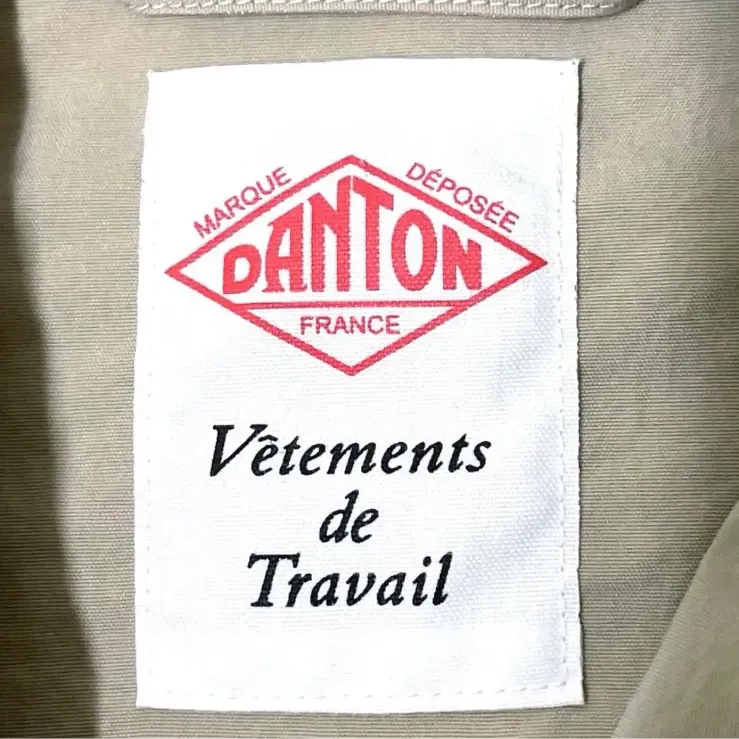 MARQUE DÉPOSÉE
DANTON
FRANCE
Vêtements
de
Travail